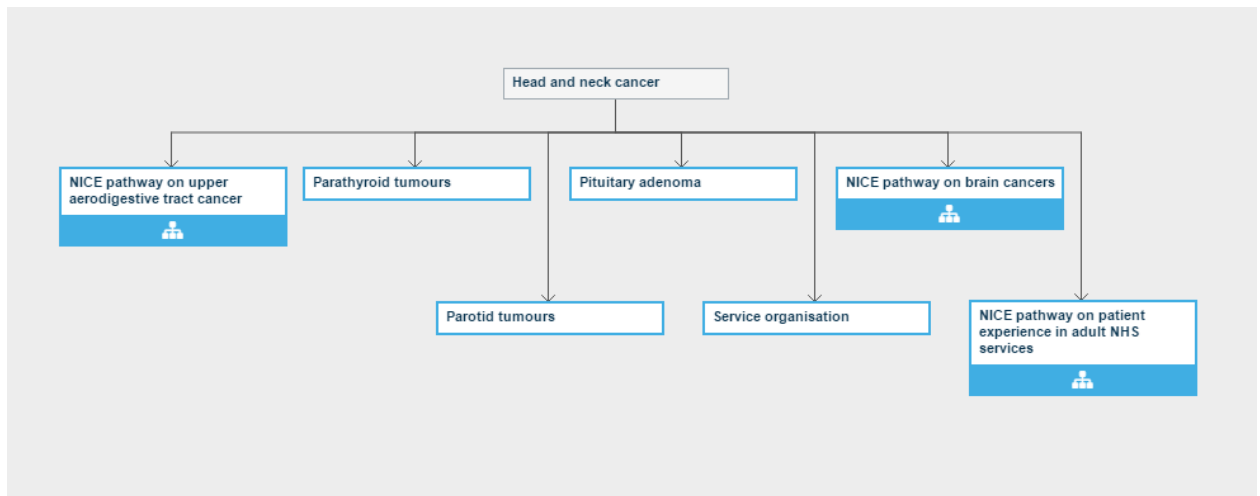 Head and neck cancer
NICE pathway on upper
aerodigestive tract cancer
Parathyroid tumours
Pituitary adenoma
NICE pathway on brain cancers
Parotid tumours
Service organisation
NICE pathway on patient
experience in adult NHS
services